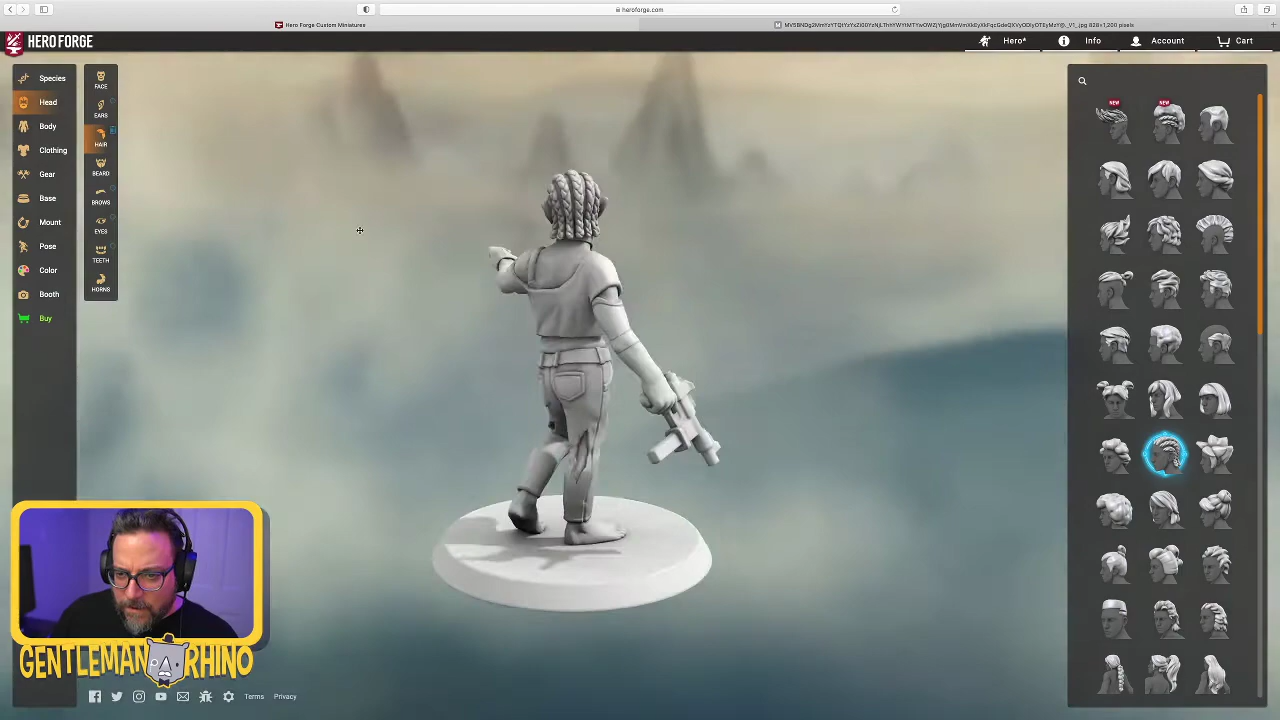 heroforge.com
Hero Forge Custom Miniatures
HERO FORGE
Hero*
Info
Account
Cart
Species
Head
Body
Clothing
Gear
Base
Mount
Pose
Color
Booth
Buy
FACE
EARS
HAIR
BEARD
BROWS
EYES
TEETH
HORNS
NEW
NEW
GENTLEMAN RHINO
Terms
Privacy